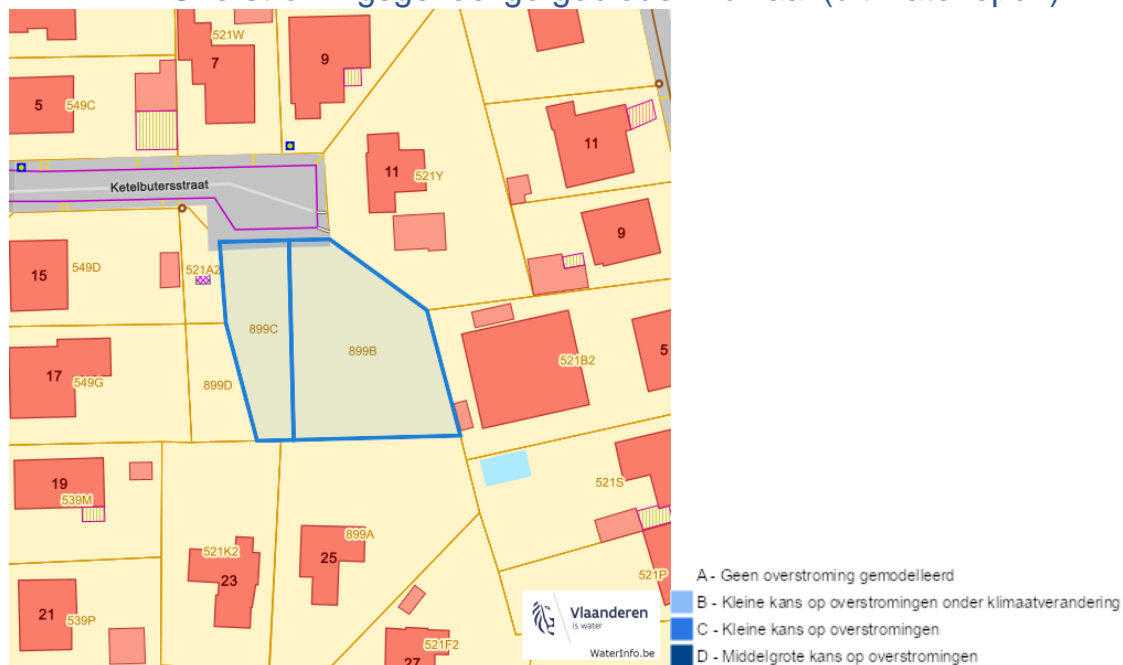 521W
7
9
5
549C
11
11
521Y
Ketelbutersstraat
9
15
549D
521A2
899C
899B
521B2
5
17
549G
899D
19
539M
521S
899A
521K2
25
23
521P
21
539P
521F2
27
Vlaanderen
is water
WaterInfo.be
A - Geen overstroming gemodelleerd
B - Kleine kans op overstromingen onder klimaatverandering
C - Kleine kans op overstromingen
D - Middelgrote kans op overstromingen